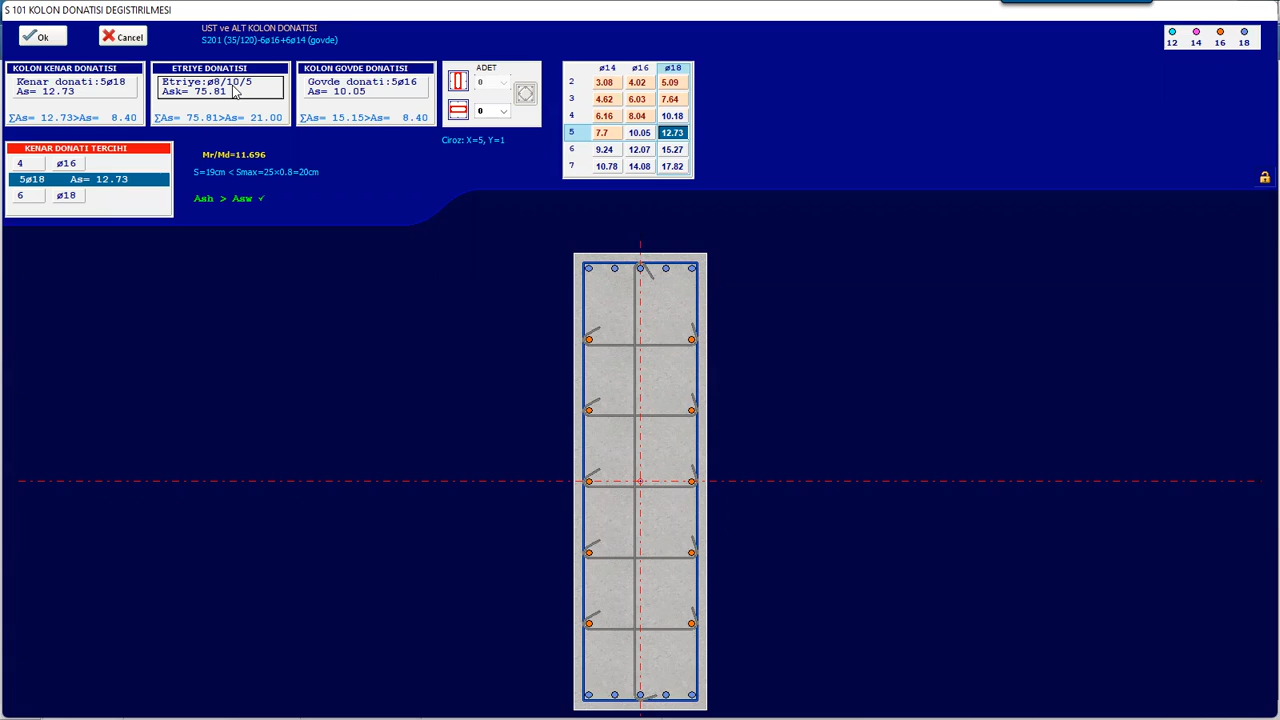 S 101 KOLON DONATISI DEGISTIRILMESI
Ok
Cancel
UST ve ALT KOLON DONATISI
S201 (35/120)-6ø16+6ø14 (govde)
12 14 16 18
KOLON KENAR DONATISI
Kenar donati:5ø18
As= 12.73
∑As= 12.73>As= 8.40
ETRIYE DONATISI
Etriye:ø8/10/5
Ask= 75.81
∑As= 75.81>As= 21.00
KOLON GOVDE DONATISI
Govde donati:5ø16
As= 10.05
∑As= 15.15>As= 8.40
ADET
8
0
Ciroz: X=5, Y=1
ø14 ø16 ø18
2 3.08 4.02 5.09
3 4.62 6.03 7.64
4 6.16 8.04 10.18
5 7.7 10.05 12.73
6 9.24 12.07 15.27
7 10.78 14.08 17.82
KENAR DONATI TERCIHI
4 ø16
5ø18 As= 12.73
6 ø18
Mr/Md=11.696
S=19cm < Smax=25×0.8=20cm
Ash > Asw ✓